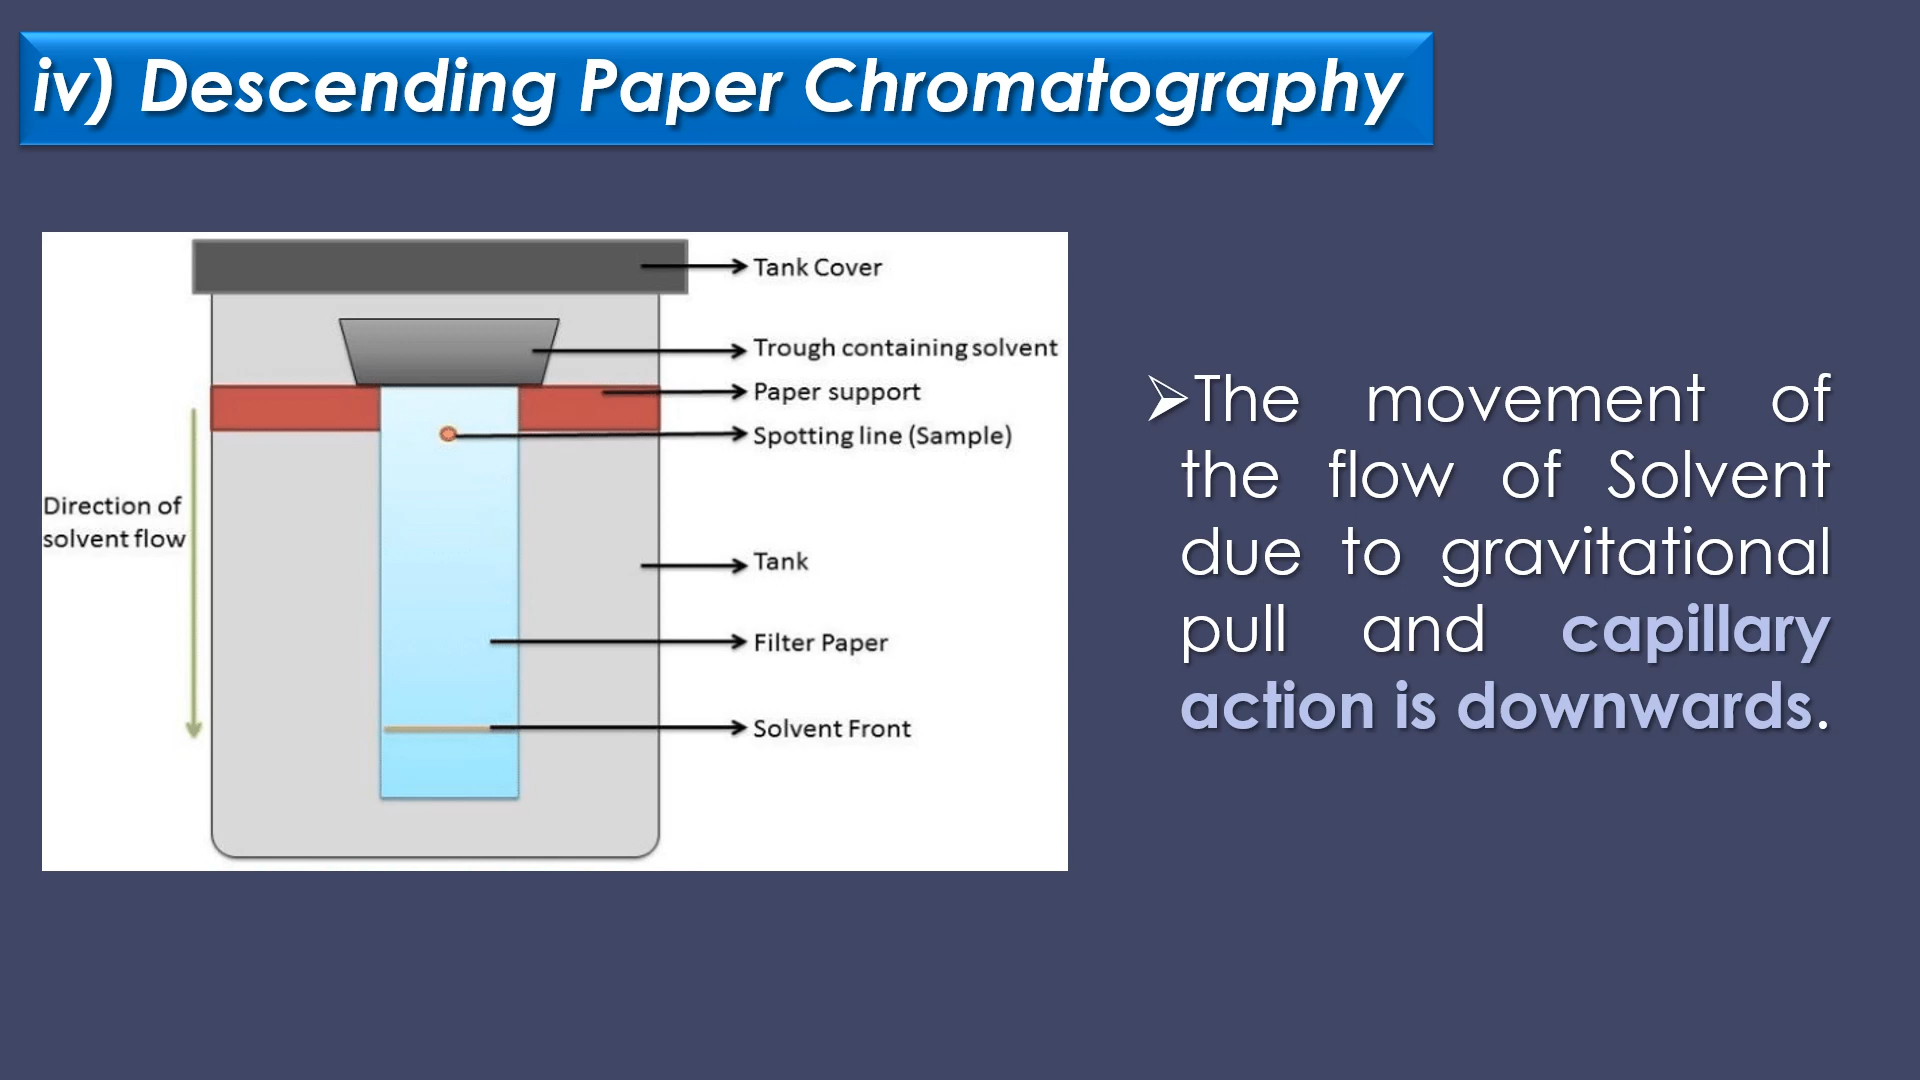 iv) Descending Paper Chromatography
Tank Cover
Trough containing solvent
Paper support
Spotting line (Sample)
Direction of
solvent flow
Tank
Filter Paper
Solvent Front
➢The movement of
the flow of Solvent
due to gravitational
pull and capillary
action is downwards.